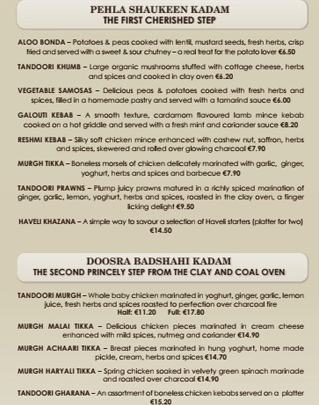 PEHLA SHAUKEEN KADAM
THE FIRST CHERISHED STEP
ALOO BONDA – Potatoes & peas cooked with lentil, mustard seeds, fresh herbs, crisp
fried and served with a sweet & sour chutney – a real treat for the potato lover €6.50
TANDOORI KHUMB – Large organic mushrooms stuffed with cottage cheese, herbs
and spices and cooked in clay oven €6.20
VEGETABLE SAMOSAS – Delicious peas & potatoes cooked with fresh herbs and
spices, filled in a homemade pastry and served with a tamarind sauce €6.00
GALOUTI KEBAB – A smooth texture, cardamom flavoured lamb mince kebab
cooked on a hot griddle and served with a fresh mint and coriander sauce €8.20
RESHMI KEBAB – Silky soft chicken mince enhanced with cashew nut, saffron, herbs
and spices, skewered and rolled over glowing charcoal €7.90
MURGH TIKKA – Boneless morsels of chicken delicately marinated with garlic, ginger,
yoghurt, herbs and spices and barbecue €7.90
TANDOORI PRAWNS – Plump juicy prawns matured in a richly spiced marination of
ginger, garlic, lemon, yoghurt, herbs and spices, roasted in the clay oven, a finger
licking delight €9.50
HAVELI KHAZANA – A simple way to savour a selection of Haveli starters (platter for two)
€14.50
DOOSRA BADSHAHI KADAM
THE SECOND PRINCELY STEP FROM THE CLAY AND COAL OVEN
TANDOORI MURGH – Whole baby chicken marinated in yoghurt, ginger, garlic, lemon
juice, fresh herbs and spices roasted to perfection over charcoal fire
Half: €11.20 Full: €17.80
MURGH MALAI TIKKA – Delicious chicken pieces marinated in cream cheese
enhanced with mild spices, nutmeg and coriander €14.90
MURGH ACHAARI TIKKA – Breast pieces marinated in hung yoghurt, home made
pickle, cream, herbs and spices €14.70
MURGH HARYALI TIKKA – Spring chicken soaked in velvety green spinach marinade
and roasted over charcoal €14.90
TANDOORI GHARANA – An assortment of boneless chicken kebabs served on a platter
€15.20